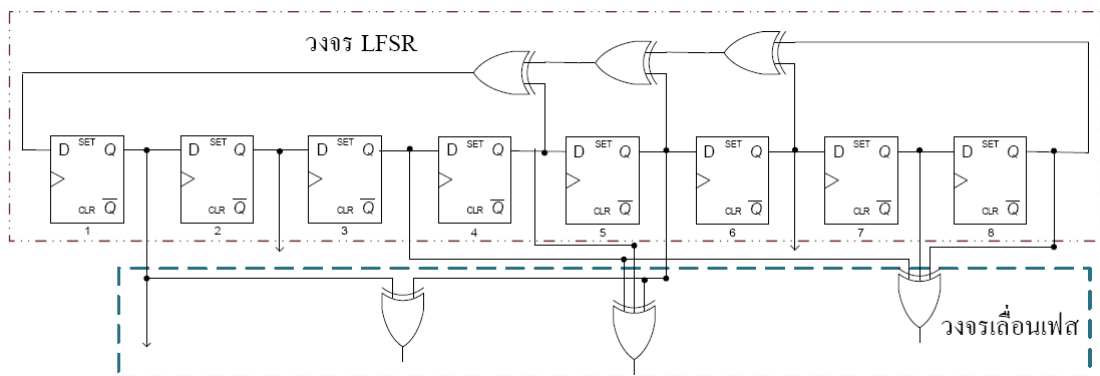 วงจร LFSR
SET SET SET SET SET SET SET SET
D Q D Q D Q D Q D Q D Q D Q D Q
CLR Q CLR Q CLR Q CLR Q CLR Q CLR Q CLR Q CLR Q
1 2 3 4 5 6 7 8
วงจรเลื่อนเฟส